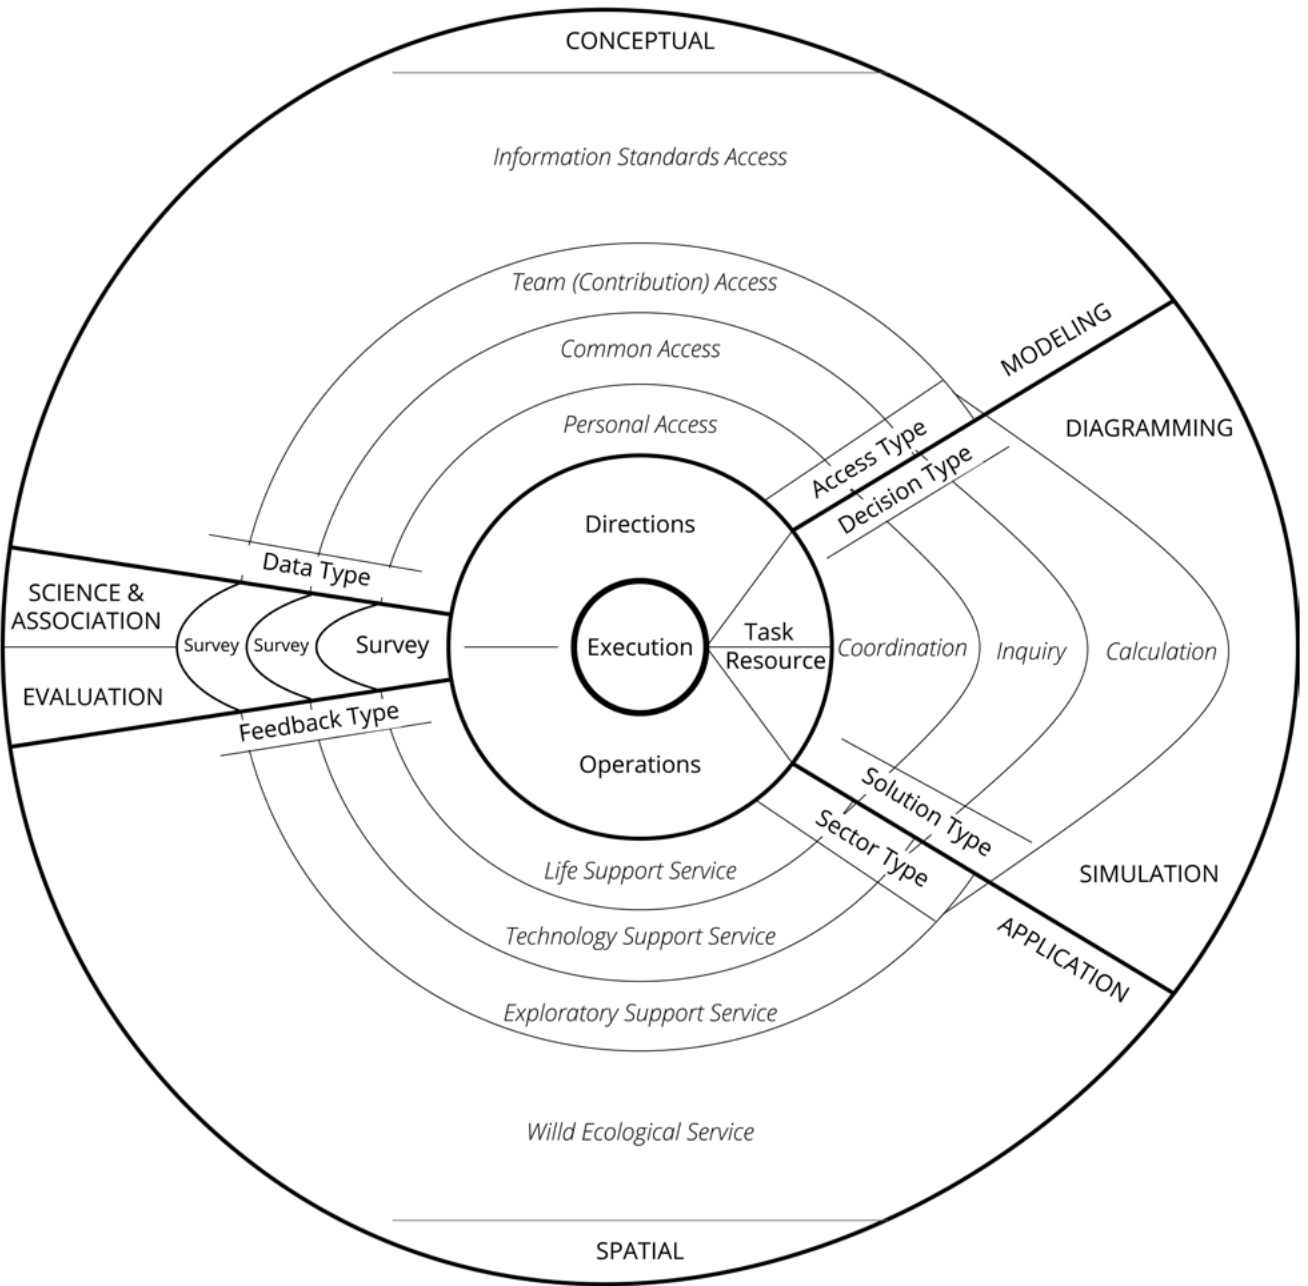 CONCEPTUAL
Information Standards Access
Team (Contribution) Access
Common Access
Personal Access
MODELING
DIAGRAMMING
Access Type
Decision Type
Directions
Data Type
SCIENCE &
ASSOCIATION
Survey
Survey
Survey
Execution
Task
Resource
Coordination
Inquiry
Calculation
EVALUATION
Feedback Type
Operations
Solution Type
Sector Type
Life Support Service
SIMULATION
Technology Support Service
APPLICATION
Exploratory Support Service
Willd Ecological Service
SPATIAL